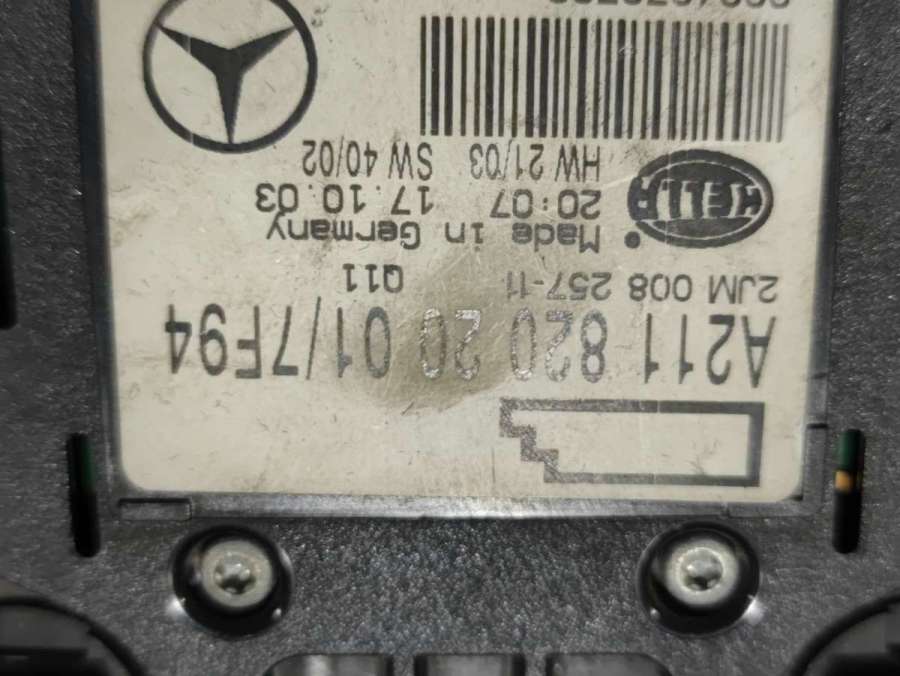 A211 820 20 01/7F94
2JM 008 257-11 Q11
Made in Germany
HELLA 20:07 17.10.03
HW 21/03 SW 40/02